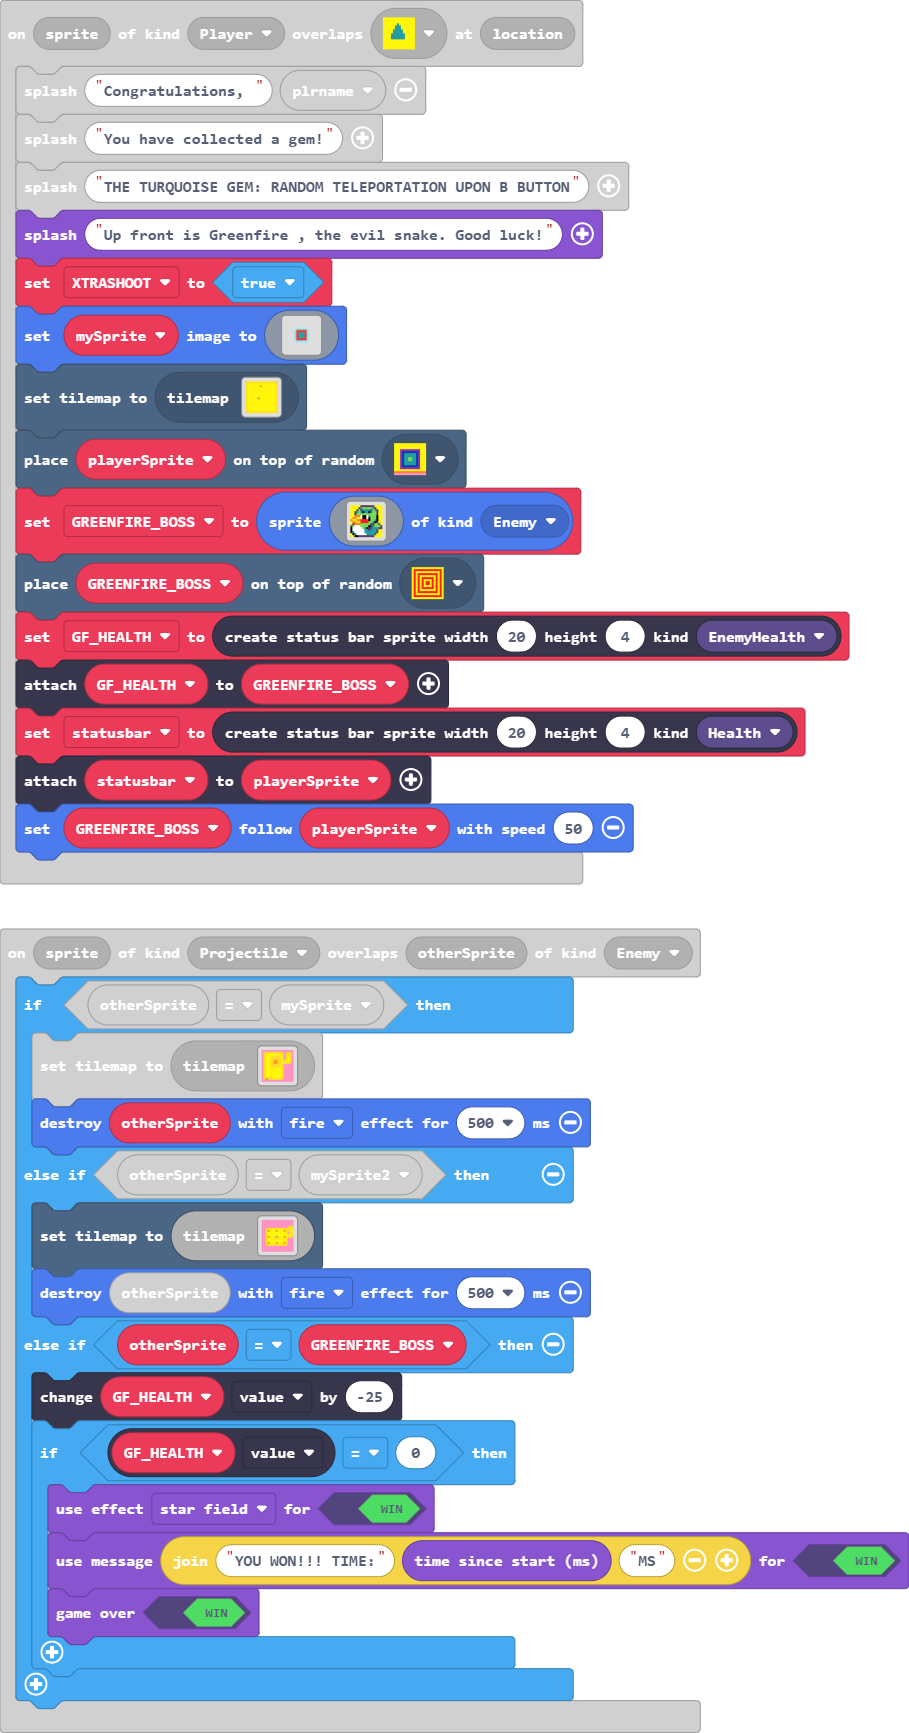 on sprite of kind Player overlaps at location
splash "Congratulations, " plrname
splash "You have collected a gem!"
splash "THE TURQUOISE GEM: RANDOM TELEPORTATION UPON B BUTTON"
splash "Up front is Greenfire , the evil snake. Good luck!"
set XTRASHOOT to true
set mySprite image to
set tilemap to tilemap
place playerSprite on top of random
set GREENFIRE_BOSS to sprite of kind Enemy
place GREENFIRE_BOSS on top of random
set GF_HEALTH to create status bar sprite width 20 height 4 kind EnemyHealth
attach GF_HEALTH to GREENFIRE_BOSS
set statusbar to create status bar sprite width 20 height 4 kind Health
attach statusbar to playerSprite
set GREENFIRE_BOSS follow playerSprite with speed 50
on sprite of kind Projectile overlaps otherSprite of kind Enemy
if otherSprite = mySprite then
set tilemap to tilemap
destroy otherSprite with fire effect for 500 ms
else if otherSprite = mySprite2 then
set tilemap to tilemap
destroy otherSprite with fire effect for 500 ms
else if otherSprite = GREENFIRE_BOSS then
change GF_HEALTH value by -25
if GF_HEALTH value = 0 then
use effect star field for WIN
use message join "YOU WON!!! TIME:" time since start (ms) "MS" for WIN
game over WIN